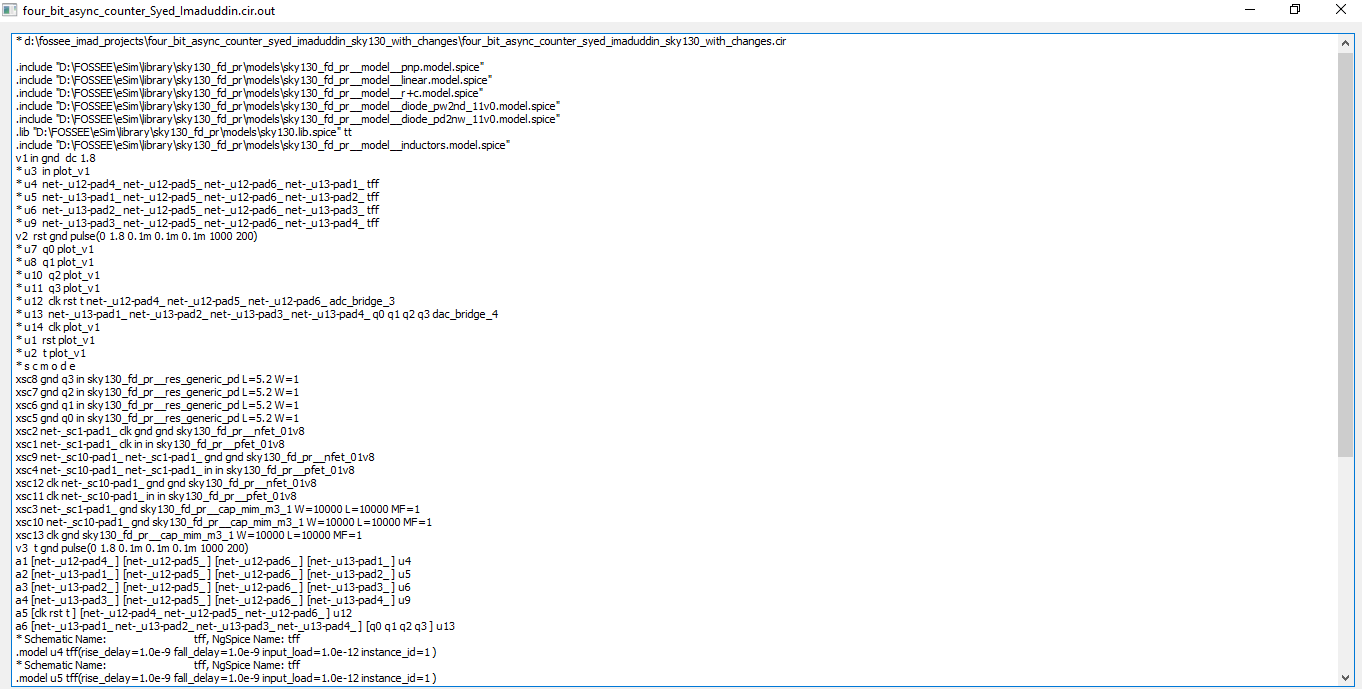 four_bit_async_counter_Syed_Imaduddin.cir.out
* d:\fossee_imad_projects\four_bit_async_counter_syed_imaduddin_sky130_with_changes\four_bit_async_counter_syed_imaduddin_sky130_with_changes.cir
.include "D:\FOSSEE\eSim\library\sky130_fd_pr\models\sky130_fd_pr__model__pnp.model.spice"
.include "D:\FOSSEE\eSim\library\sky130_fd_pr\models\sky130_fd_pr__model__linear.model.spice"
.include "D:\FOSSEE\eSim\library\sky130_fd_pr\models\sky130_fd_pr__model__r+c.model.spice"
.include "D:\FOSSEE\eSim\library\sky130_fd_pr\models\sky130_fd_pr__model__diode_pw2nd_11v0.model.spice"
.include "D:\FOSSEE\eSim\library\sky130_fd_pr\models\sky130_fd_pr__model__diode_pd2nw_11v0.model.spice"
.lib "D:\FOSSEE\eSim\library\sky130_fd_pr\models\sky130.lib.spice" tt
.include "D:\FOSSEE\eSim\library\sky130_fd_pr\models\sky130_fd_pr__model__inductors.model.spice"
v1 in gnd  dc 1.8
* u3  in plot_v1
* u4  net-_u12-pad4_ net-_u12-pad5_ net-_u12-pad6_ net-_u13-pad1_ tff
* u5  net-_u13-pad1_ net-_u12-pad5_ net-_u12-pad6_ net-_u13-pad2_ tff
* u6  net-_u13-pad2_ net-_u12-pad5_ net-_u12-pad6_ net-_u13-pad3_ tff
* u9  net-_u13-pad3_ net-_u12-pad5_ net-_u12-pad6_ net-_u13-pad4_ tff
v2  rst gnd pulse(0 1.8 0.1m 0.1m 0.1m 1000 200)
* u7  q0 plot_v1
* u8  q1 plot_v1
* u10  q2 plot_v1
* u11  q3 plot_v1
* u12  clk rst t net-_u12-pad4_ net-_u12-pad5_ net-_u12-pad6_ adc_bridge_3
* u13  net-_u13-pad1_ net-_u13-pad2_ net-_u13-pad3_ net-_u13-pad4_ q0 q1 q2 q3 dac_bridge_4
* u14  clk plot_v1
* u1  rst plot_v1
* u2  t plot_v1
* s c m o d e
xsc8 gnd q3 in sky130_fd_pr__res_generic_pd L=5.2 W=1
xsc7 gnd q2 in sky130_fd_pr__res_generic_pd L=5.2 W=1
xsc6 gnd q1 in sky130_fd_pr__res_generic_pd L=5.2 W=1
xsc5 gnd q0 in sky130_fd_pr__res_generic_pd L=5.2 W=1
xsc2 net-_sc1-pad1_ clk gnd gnd sky130_fd_pr__nfet_01v8
xsc1 net-_sc1-pad1_ clk in in sky130_fd_pr__pfet_01v8
xsc9 net-_sc10-pad1_ net-_sc1-pad1_ gnd gnd sky130_fd_pr__nfet_01v8
xsc4 net-_sc10-pad1_ net-_sc1-pad1_ in in sky130_fd_pr__pfet_01v8
xsc12 clk net-_sc10-pad1_ gnd gnd sky130_fd_pr__nfet_01v8
xsc11 clk net-_sc10-pad1_ in in sky130_fd_pr__pfet_01v8
xsc3 net-_sc1-pad1_ gnd sky130_fd_pr__cap_mim_m3_1 W=10000 L=10000 MF=1
xsc10 net-_sc10-pad1_ gnd sky130_fd_pr__cap_mim_m3_1 W=10000 L=10000 MF=1
xsc13 clk gnd sky130_fd_pr__cap_mim_m3_1 W=10000 L=10000 MF=1
v3  t gnd pulse(0 1.8 0.1m 0.1m 0.1m 1000 200)
a1 [net-_u12-pad4_ ] [net-_u12-pad5_ ] [net-_u12-pad6_ ] [net-_u13-pad1_ ] u4
a2 [net-_u13-pad1_ ] [net-_u12-pad5_ ] [net-_u12-pad6_ ] [net-_u13-pad2_ ] u5
a3 [net-_u13-pad2_ ] [net-_u12-pad5_ ] [net-_u12-pad6_ ] [net-_u13-pad3_ ] u6
a4 [net-_u13-pad3_ ] [net-_u12-pad5_ ] [net-_u12-pad6_ ] [net-_u13-pad4_ ] u9
a5 [clk rst t ] [net-_u12-pad4_ net-_u12-pad5_ net-_u12-pad6_ ] u12
a6 [net-_u13-pad1_ net-_u13-pad2_ net-_u13-pad3_ net-_u13-pad4_ ] [q0 q1 q2 q3 ] u13
* Schematic Name: tff, NgSpice Name: tff
.model u4 tff(rise_delay=1.0e-9 fall_delay=1.0e-9 input_load=1.0e-12 instance_id=1 )
* Schematic Name: tff, NgSpice Name: tff
.model u5 tff(rise_delay=1.0e-9 fall_delay=1.0e-9 input_load=1.0e-12 instance_id=1 )